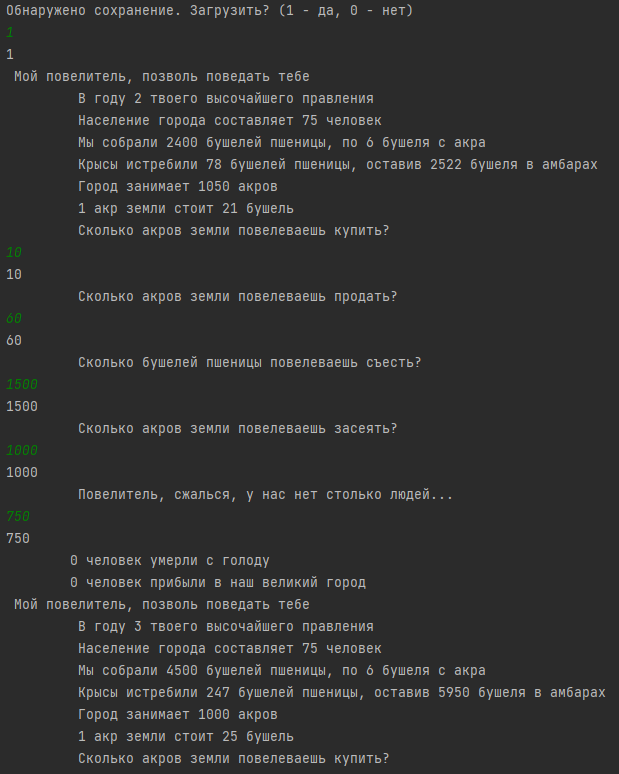 Обнаружено сохранение. Загрузить? (1 - да, 0 - нет)
1
1
Мой повелитель, позволь поведать тебе
В году 2 твоего высочайшего правления
Население города составляет 75 человек
Мы собрали 2400 бушелей пшеницы, по 6 бушеля с акра
Крысы истребили 78 бушелей пшеницы, оставив 2522 бушеля в амбарах
Город занимает 1050 акров
1 акр земли стоит 21 бушель
Сколько акров земли повелеваешь купить?
10
10
Сколько акров земли повелеваешь продать?
60
60
Сколько бушелей пшеницы повелеваешь съесть?
1500
1500
Сколько акров земли повелеваешь засеять?
1000
1000
Повелитель, сжалься, у нас нет столько людей...
750
750
0 человек умерли с голоду
0 человек прибыли в наш великий город
Мой повелитель, позволь поведать тебе
В году 3 твоего высочайшего правления
Население города составляет 75 человек
Мы собрали 4500 бушелей пшеницы, по 6 бушеля с акра
Крысы истребили 247 бушелей пшеницы, оставив 5950 бушеля в амбарах
Город занимает 1000 акров
1 акр земли стоит 25 бушель
Сколько акров земли повелеваешь купить?